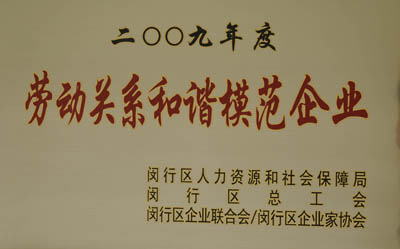 二〇〇九年度
劳动关系和谐模范企业
闵行区人力资源和社会保障局
闵行区总工会
闵行区企业联合会/闵行区企业家协会